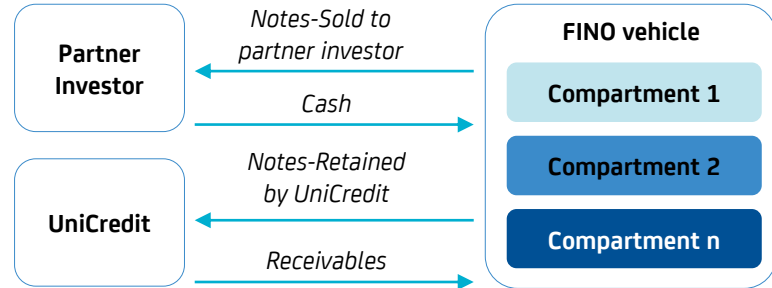 Partner
Investor
Notes-Sold to
partner investor
Cash
UniCredit
Notes-Retained
by UniCredit
Receivables
FINO vehicle
Compartment 1
Compartment 2
Compartment n